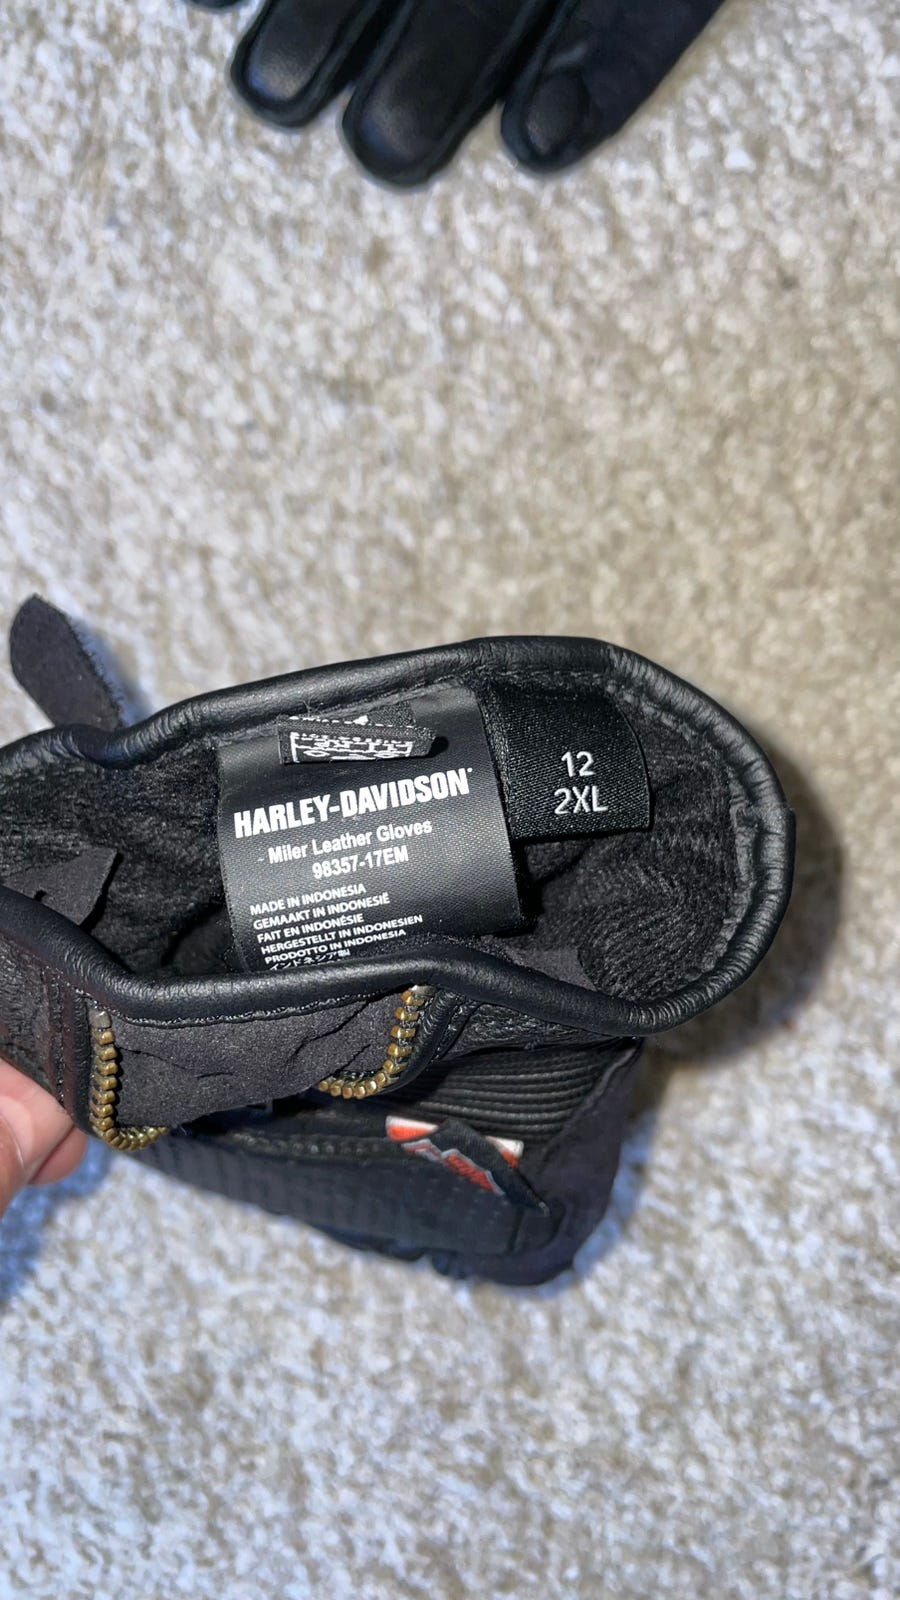 HARLEY-DAVIDSON
Miler Leather Gloves
98357-17EM
MADE IN INDONESIA
GEMAAKT IN INDONESIË
FAIT EN INDONÉSIE
HERGESTELLT IN INDONESIEN
PRODOTTO IN INDONESIA
インドネシア製
12
2XL